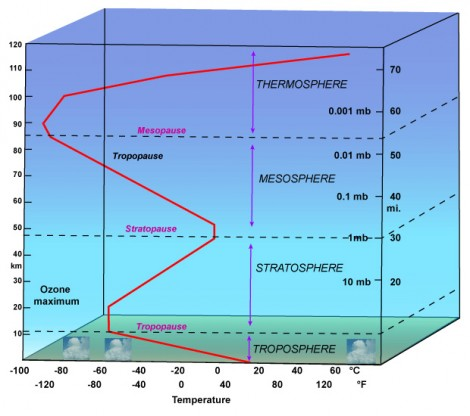 120
110
100
90
80
70
60
50
km
40
30
20
10
Ozone
maximum
THERMOSPHERE
Mesopause
Tropopause
MESOSPHERE
Stratopause
STRATOSPHERE
Tropopause
TROPOSPHERE
70
0.001 mb
60
0.01 mb
50
0.1 mb
40
mi.
1mb
30
10 mb
20
-100 -80 -60 -40 -20 0 20 40 60 °C
-120 -80 -40 0 40 80 120 °F
Temperature